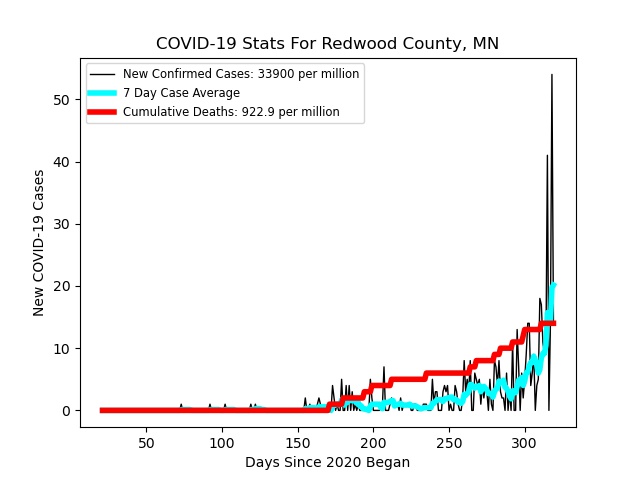 COVID-19 Stats For Redwood County, MN
New Confirmed Cases: 33900 per million
7 Day Case Average
Cumulative Deaths: 922.9 per million
New COVID-19 Cases
50
40
30
20
10
0
50 100 150 200 250 300
Days Since 2020 Began